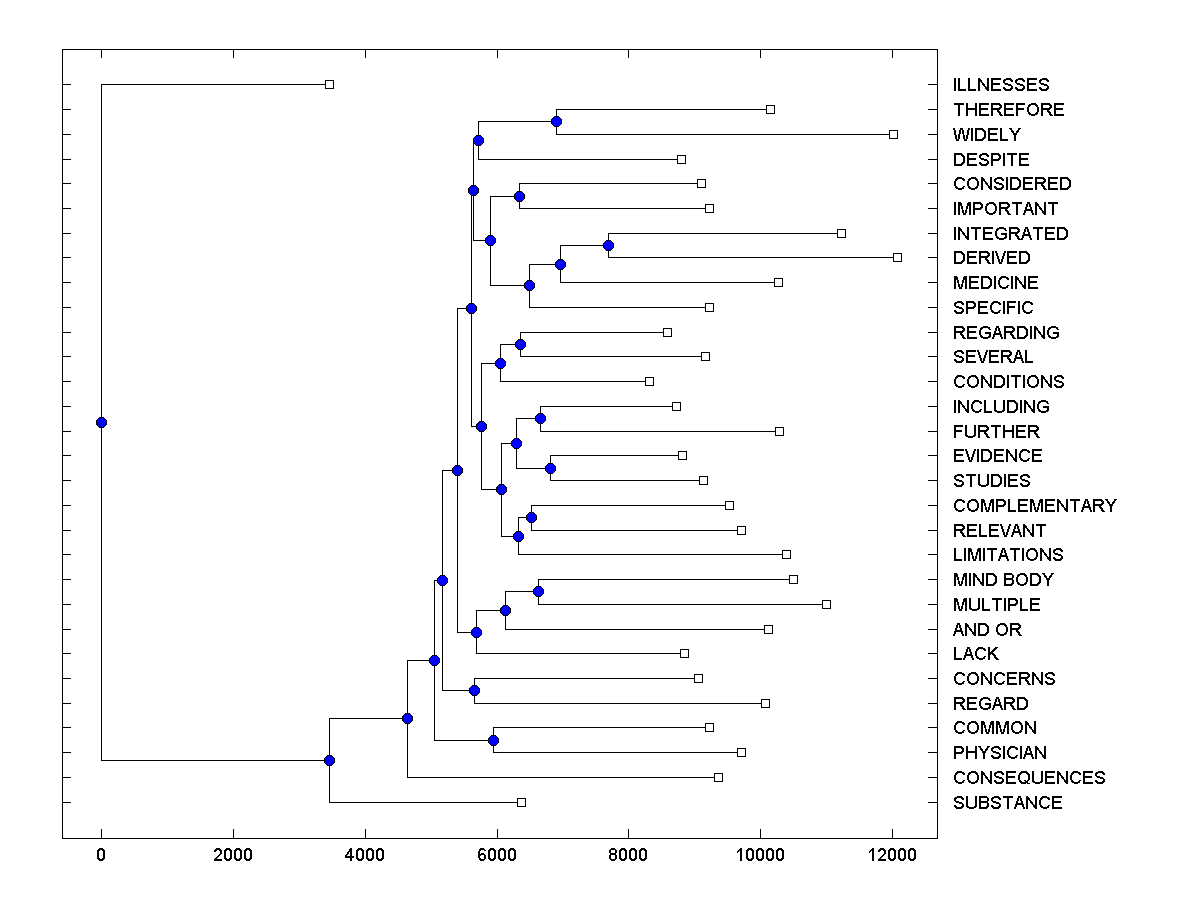 ILLNESSES
THEREFORE
WIDELY
DESPITE
CONSIDERED
IMPORTANT
INTEGRATED
DERIVED
MEDICINE
SPECIFIC
REGARDING
SEVERAL
CONDITIONS
INCLUDING
FURTHER
EVIDENCE
STUDIES
COMPLEMENTARY
RELEVANT
LIMITATIONS
MIND BODY
MULTIPLE
AND OR
LACK
CONCERNS
REGARD
COMMON
PHYSICIAN
CONSEQUENCES
SUBSTANCE
0 2000 4000 6000 8000 10000 12000